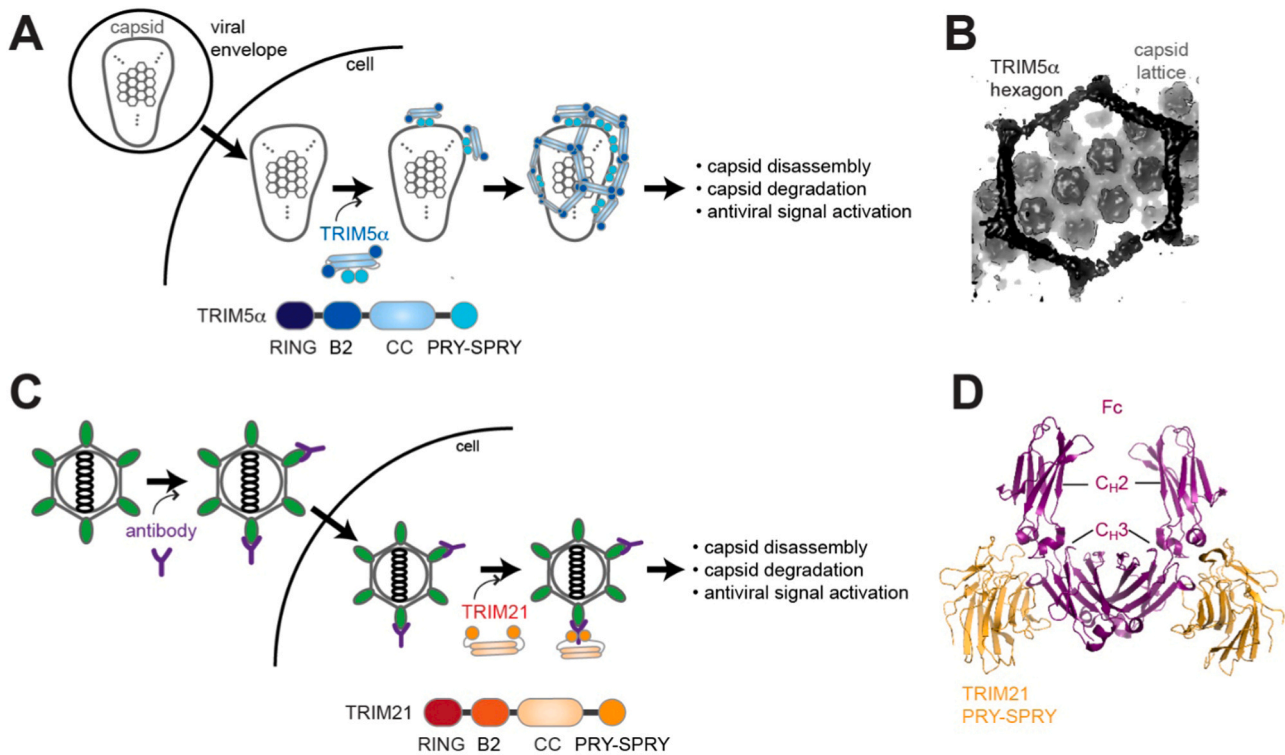 A
capsid
viral
envelope
cell
TRIM5α
• capsid disassembly
• capsid degradation
• antiviral signal activation
TRIM5α
RING B2 CC PRY-SPRY
B
TRIM5α
hexagon
capsid
lattice
C
antibody
cell
TRIM21
• capsid disassembly
• capsid degradation
• antiviral signal activation
TRIM21
RING B2 CC PRY-SPRY
D
Fc
CH2
CH3
TRIM21
PRY-SPRY